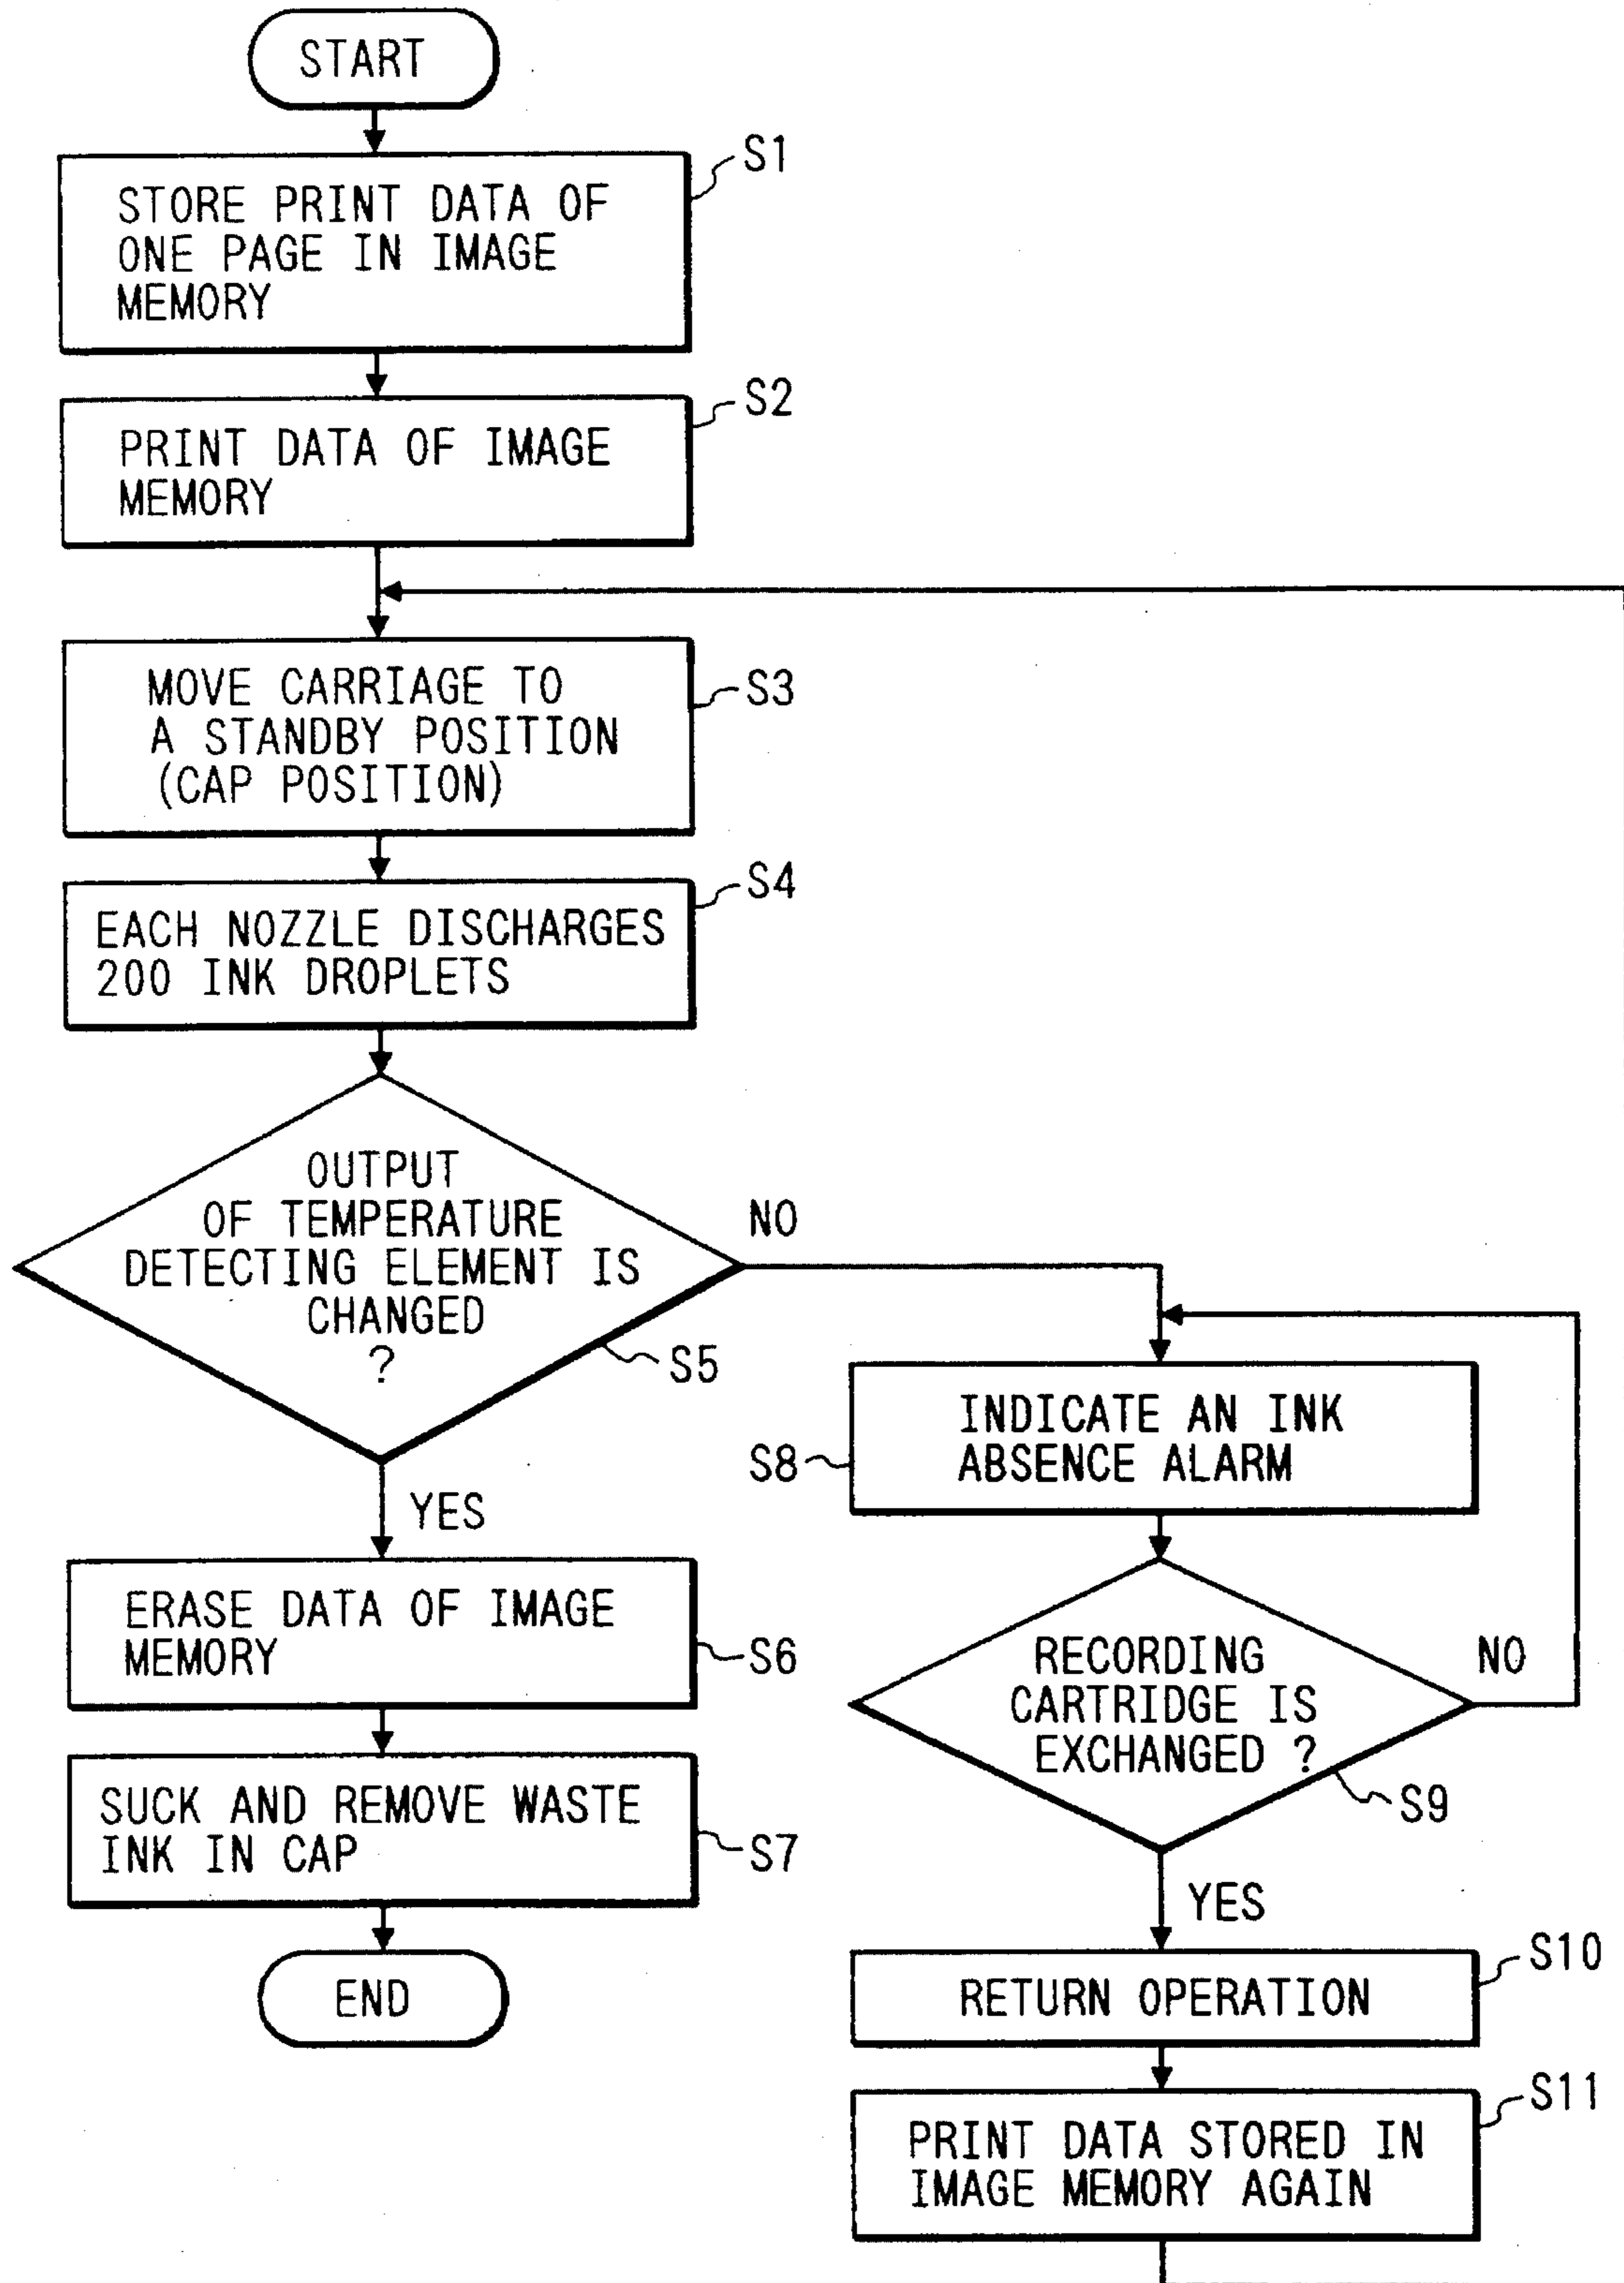 START
S1
STORE PRINT DATA OF
ONE PAGE IN IMAGE
MEMORY
S2
PRINT DATA OF IMAGE
MEMORY
S3
MOVE CARRIAGE TO
A STANDBY POSITION
(CAP POSITION)
S4
EACH NOZZLE DISCHARGES
200 INK DROPLETS
OUTPUT
OF TEMPERATURE
DETECTING ELEMENT IS
CHANGED
?
S5
NO
YES
ERASE DATA OF IMAGE
MEMORY
S6
SUCK AND REMOVE WASTE
INK IN CAP
S7
END
INDICATE AN INK
ABSENCE ALARM
S8
RECORDING
CARTRIDGE IS
EXCHANGED ?
S9
NO
YES
S10
RETURN OPERATION
S11
PRINT DATA STORED IN
IMAGE MEMORY AGAIN